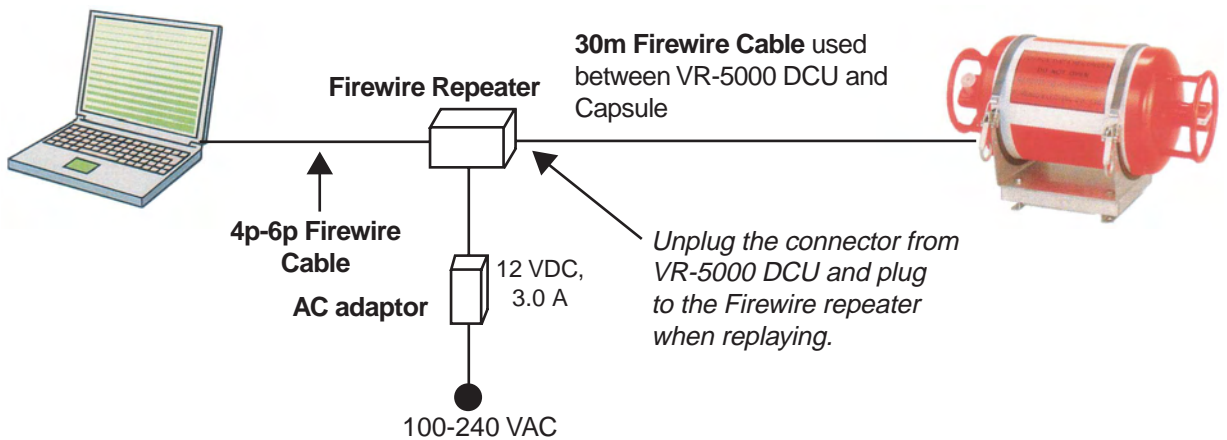 30m Firewire Cable used
between VR-5000 DCU and
Capsule
Firewire Repeater
4p-6p Firewire
Cable
Unplug the connector from
VR-5000 DCU and plug
to the Firewire repeater
when replaying.
12 VDC,
3.0 A
AC adaptor
100-240 VAC